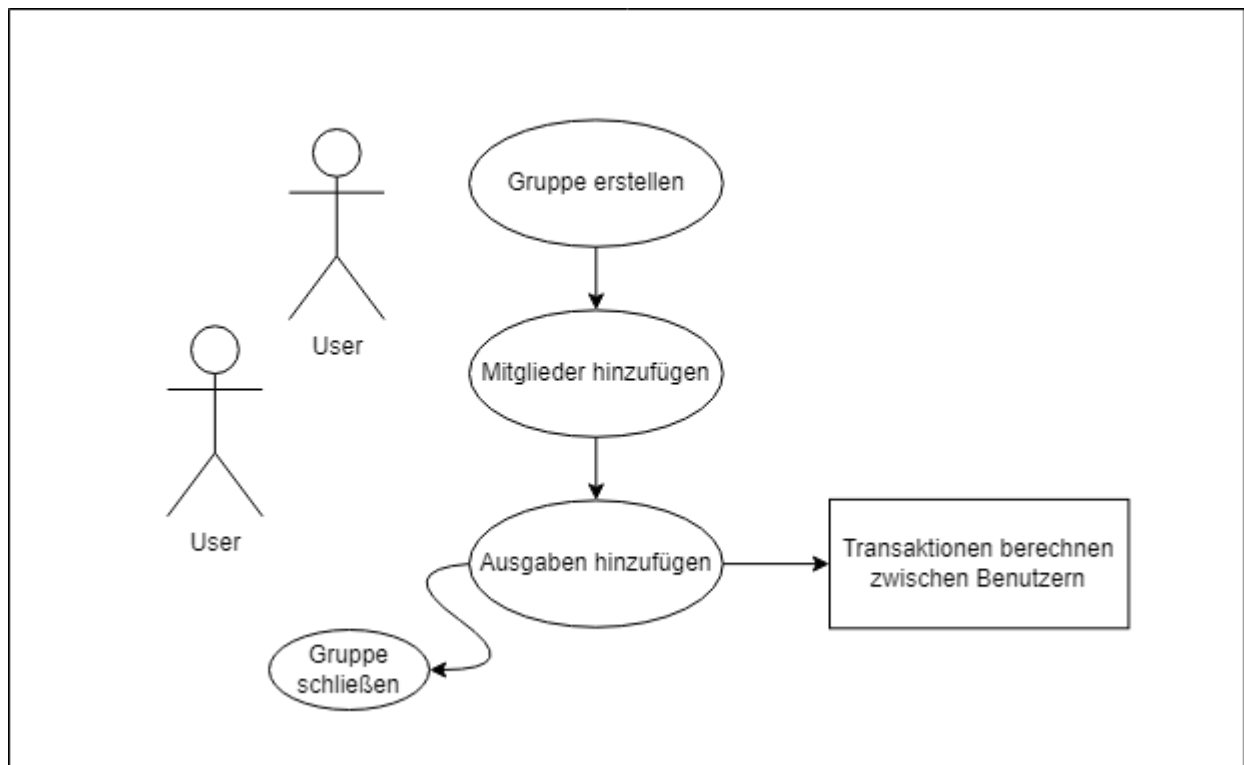 Gruppe erstellen
User
Mitglieder hinzufügen
User
Ausgaben hinzufügen
Transaktionen berechnen
zwischen Benutzern
Gruppe
schließen